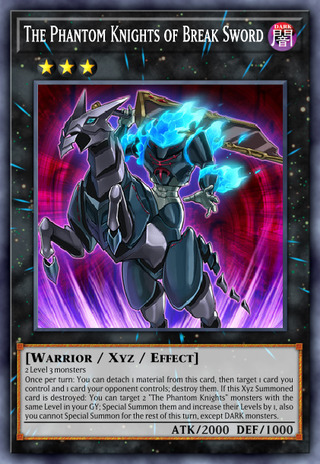 The Phantom Knights of Break Sword
DARK
闇
[Warrior / Xyz / Effect]
2 Level 3 monsters
Once per turn: You can detach 1 material from this card, then target 1 card you
control and 1 card your opponent controls; destroy them. If this Xyz Summoned
card is destroyed: You can target 2 "The Phantom Knights" monsters with
the same Level in your GY; Special Summon them and increase their Levels by 1, also
you cannot Special Summon for the rest of this turn, except DARK monsters.
ATK/2000 DEF/1000